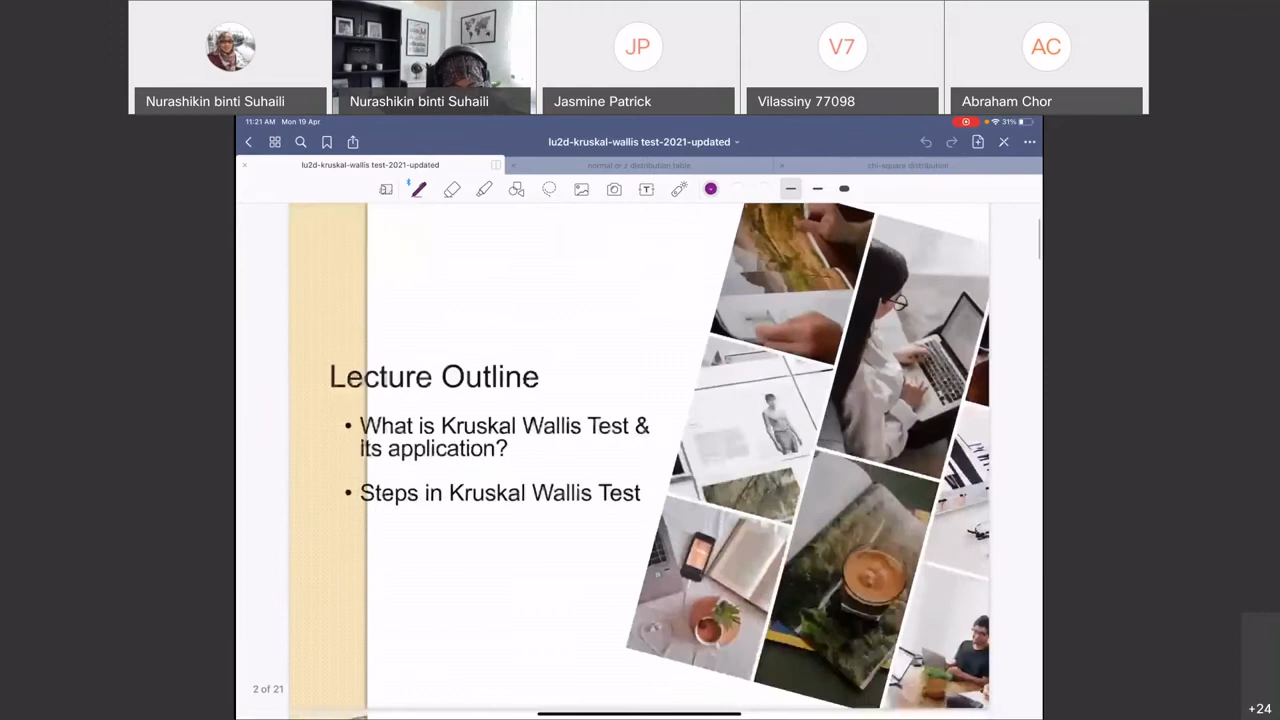 JP
V7
AC
Nurashikin binti Suhaili
Nurashikin binti Suhaili
Jasmine Patrick
Vilassiny 77098
Abraham Chor
11:21 AM Mon 19 Apr
31%
lu2d-kruskal-wallis test-2021-updated
lu2d-kruskal-wallis test-2021-updated
normal or z distribution table
chi-square distribution
Lecture Outline
• What is Kruskal Wallis Test &
its application?
• Steps in Kruskal Wallis Test
2 of 21
+24